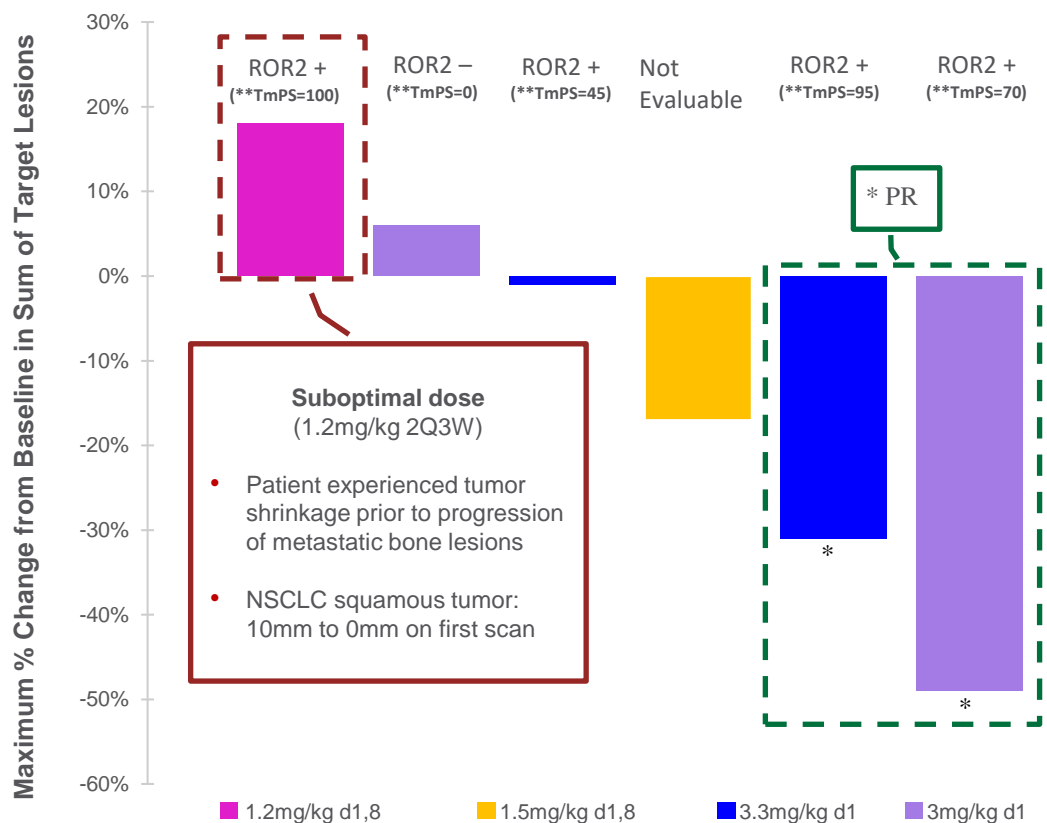 Maximum % Change from Baseline in Sum of Target Lesions
30%
20%
10%
0%
-10%
-20%
-30%
-40%
-50%
-60%
ROR2 +
(**TmPS=100)
ROR2 –
(**TmPS=0)
ROR2 +
(**TmPS=45)
Not
Evaluable
ROR2 +
(**TmPS=95)
ROR2 +
(**TmPS=70)
* PR
Suboptimal dose
(1.2mg/kg 2Q3W)
• Patient experienced tumor
shrinkage prior to progression
of metastatic bone lesions
• NSCLC squamous tumor:
10mm to 0mm on first scan
*
*
1.2mg/kg d1,8
1.5mg/kg d1,8
3.3mg/kg d1
3mg/kg d1